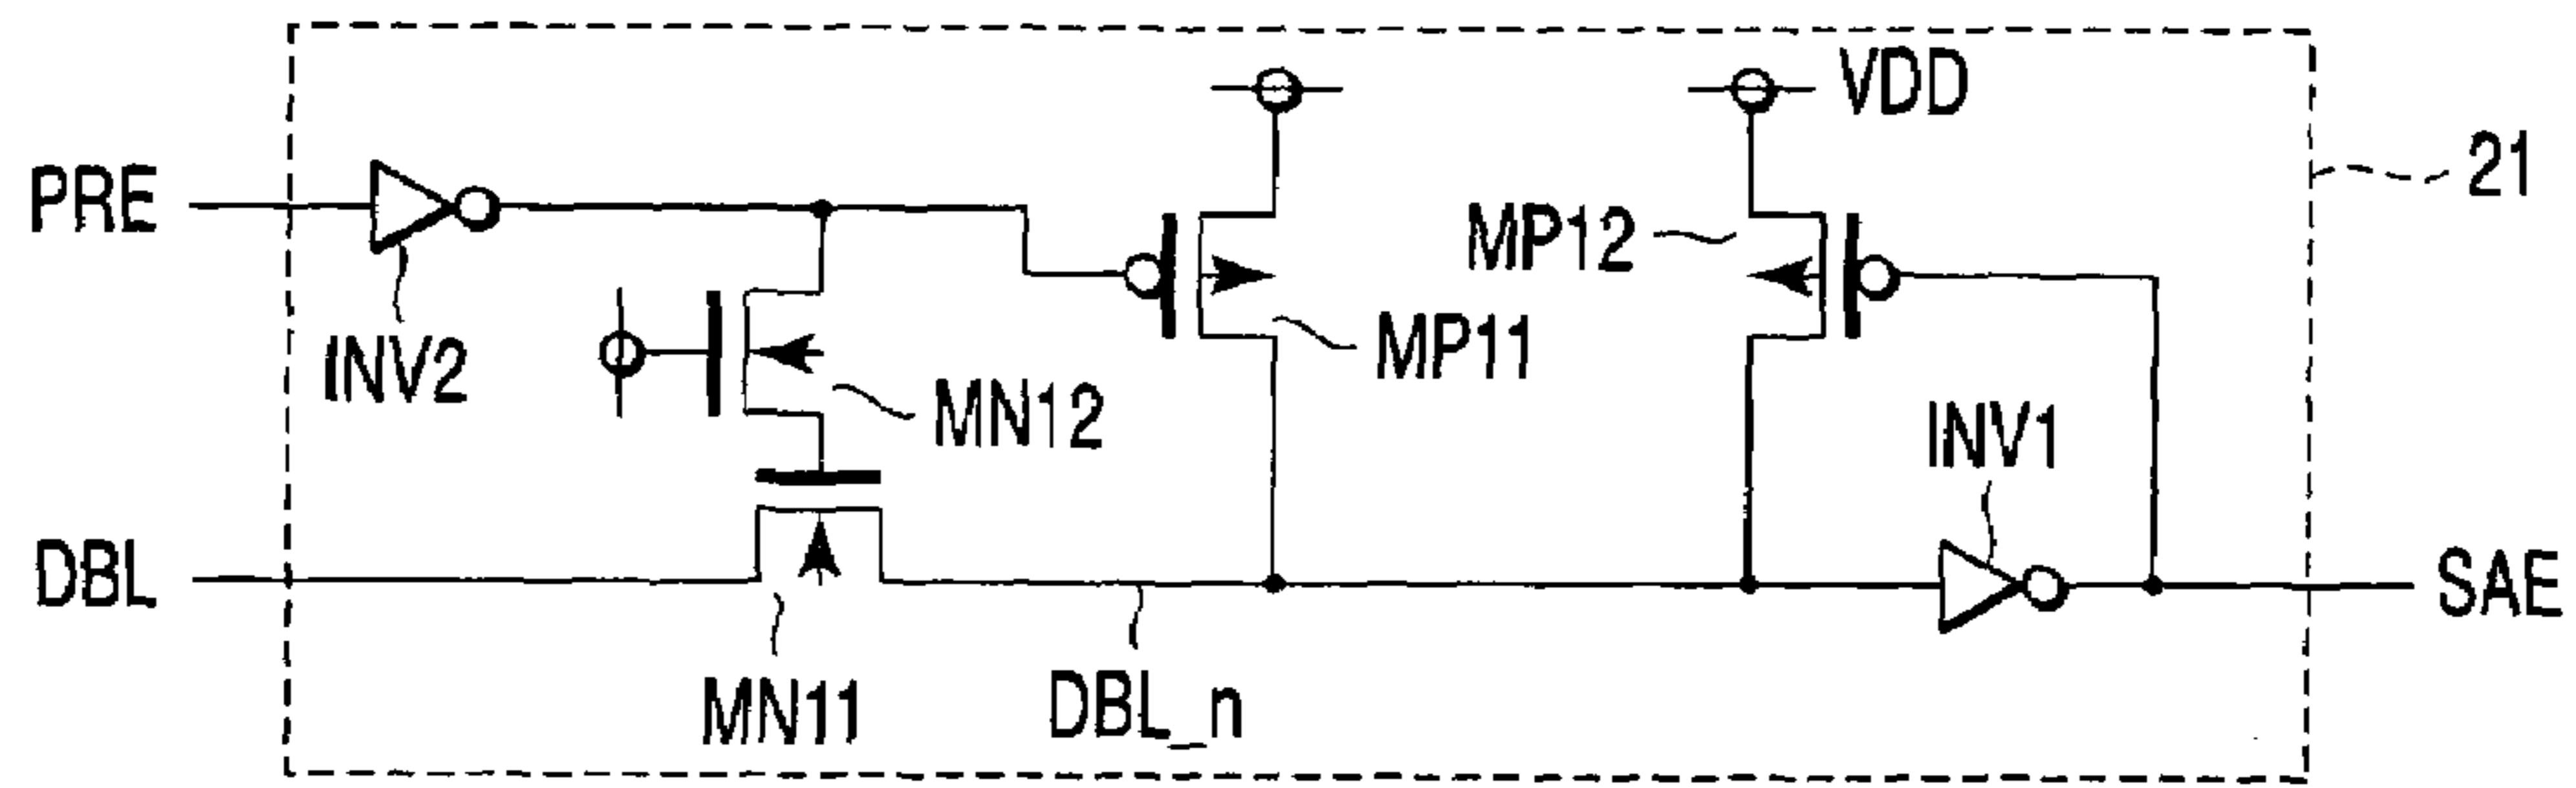 VDD
21
PRE
MP12
MP11
INV2
MN12
INV1
DBL
SAE
MN11
DBL_n